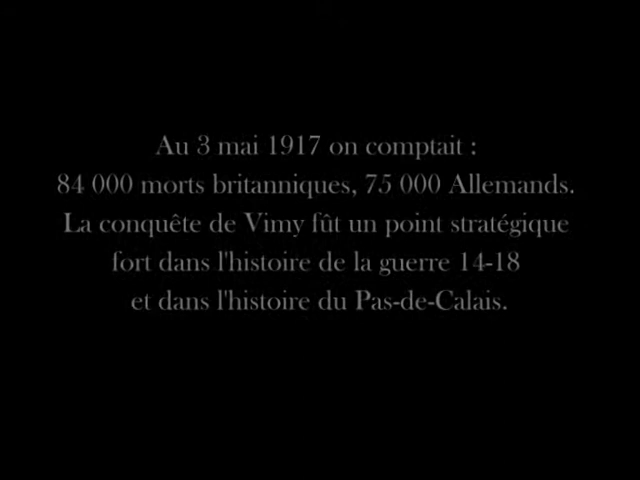 Au 3 mai 1917 on comptait :
84 000 morts britanniques, 75 000 Allemands.
La conquête de Vimy fût un point stratégique
fort dans l'histoire de la guerre 14-18
et dans l'histoire du Pas-de-Calais.